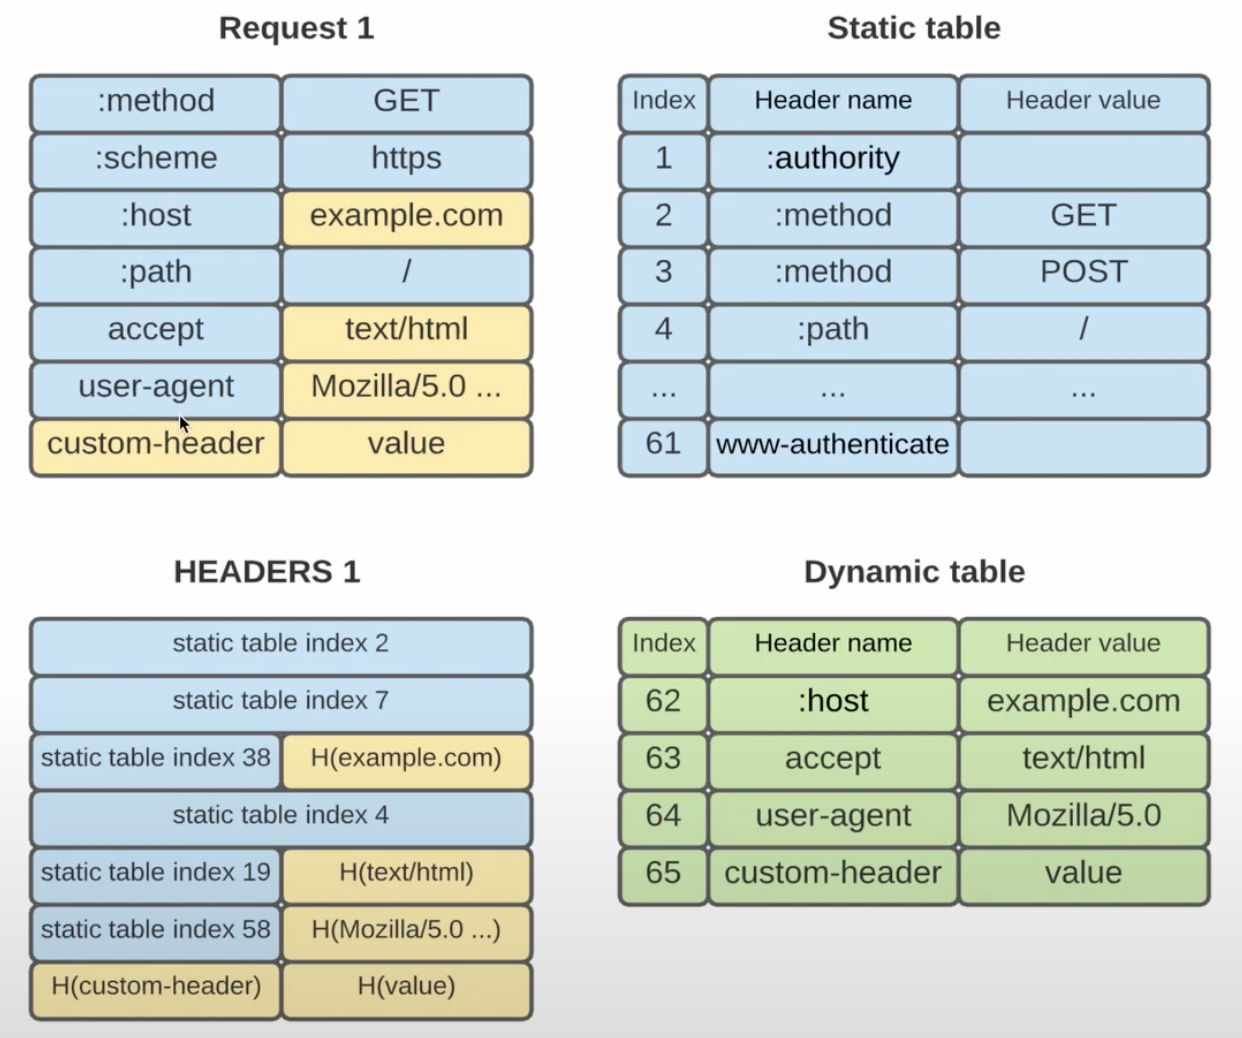 Request 1
:method GET
:scheme https
:host example.com
:path /
accept text/html
user-agent Mozilla/5.0 ...
custom-header value
Static table
Index Header name Header value
1 :authority
2 :method GET
3 :method POST
4 :path /
... ... ...
61 www-authenticate
HEADERS 1
static table index 2
static table index 7
static table index 38 H(example.com)
static table index 4
static table index 19 H(text/html)
static table index 58 H(Mozilla/5.0 ...)
H(custom-header) H(value)
Dynamic table
Index Header name Header value
62 :host example.com
63 accept text/html
64 user-agent Mozilla/5.0
65 custom-header value